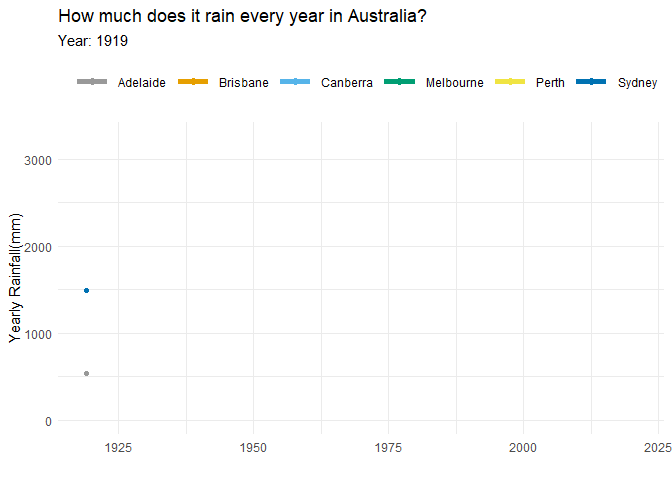 How much does it rain every year in Australia?
Year: 1919
Adelaide Brisbane Canberra Melbourne Perth Sydney
Yearly Rainfall(mm)
3000
2000
1000
0
1925 1950 1975 2000 2025